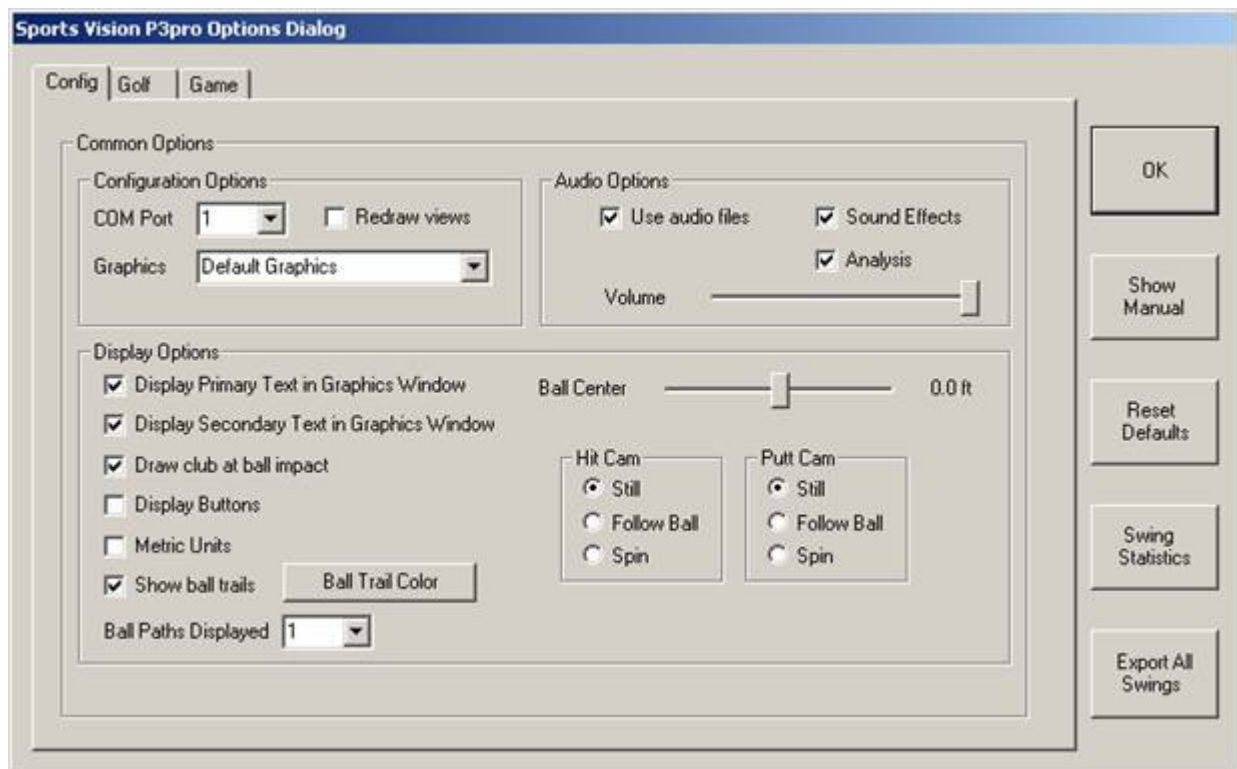 Sports Vision P3pro Options Dialog
Config Golf Game
Common Options
Configuration Options
COM Port 1 Redraw views
Graphics Default Graphics
Audio Options
Use audio files Sound Effects
Analysis
Volume
Display Options
Display Primary Text in Graphics Window
Display Secondary Text in Graphics Window
Draw club at ball impact
Display Buttons
Metric Units
Show ball trails Ball Trail Color
Ball Paths Displayed 1
Ball Center 0.0 ft
Hit Cam
Still
Follow Ball
Spin
Putt Cam
Still
Follow Ball
Spin
OK
Show
Manual
Reset
Defaults
Swing
Statistics
Export All
Swings